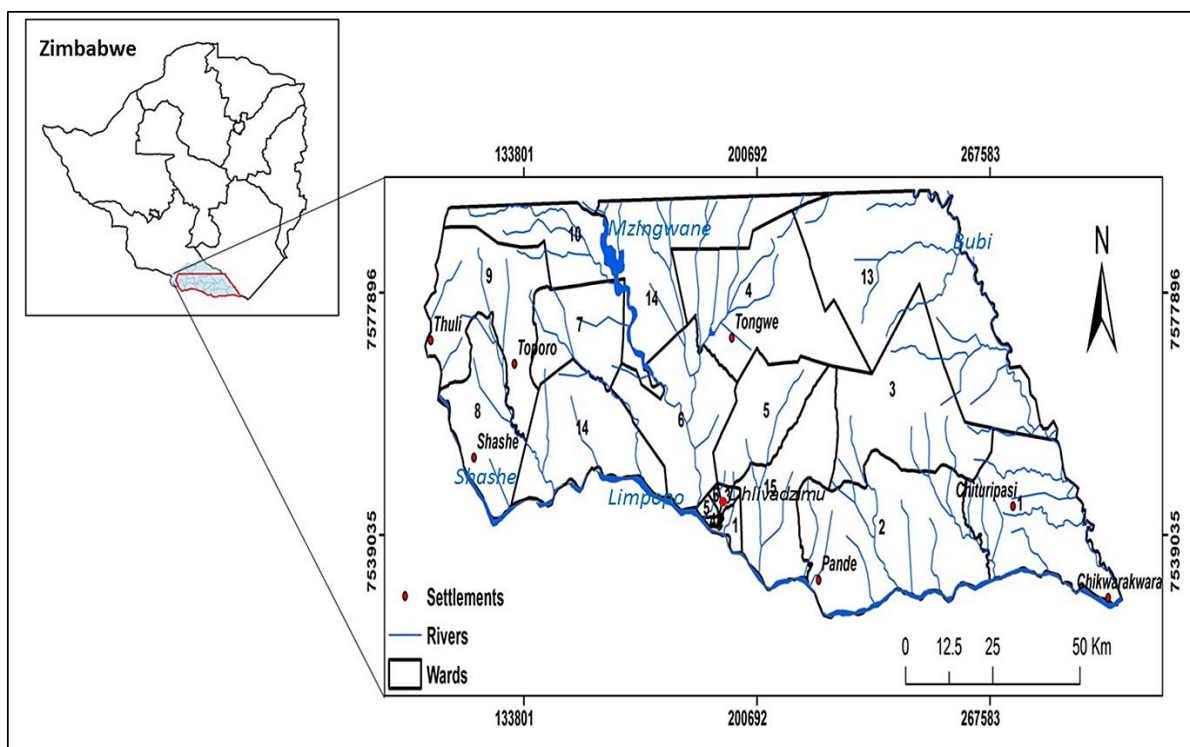 Zimbabwe
133801
200692
267583
Mzingwane
Bubi
N
10
13
9
14
4
7577896
7577896
Thuli
7
Tongwe
Toporo
3
8
5
6
14
Shashe
Shashe
Limpopo
15
Dhlivadzimu
Chituripasi
1
5
1
2
7539035
7539035
Pande
Chikwarakwara
Settlements
Rivers
Wards
0 12.5 25 50 Km
133801
200692
267583